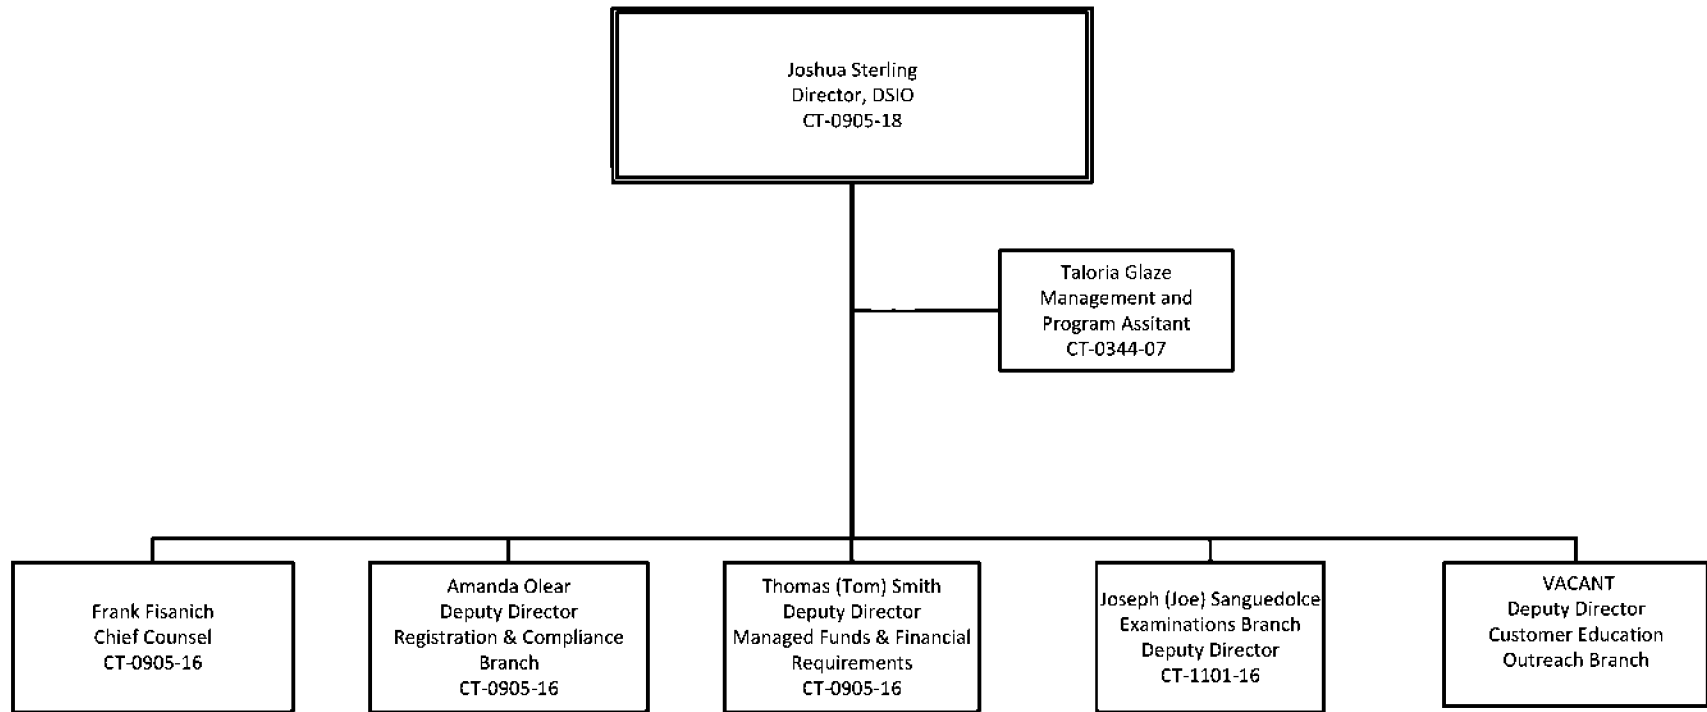 Joshua Sterling
Director, DSIO
CT-0905-18
Taloria Glaze
Management and
Program Assitant
CT-0344-07
Frank Fisanich
Chief Counsel
CT-0905-16
Amanda Olear
Deputy Director
Registration & Compliance
Branch
CT-0905-16
Thomas (Tom) Smith
Deputy Director
Managed Funds & Financial
Requirements
CT-0905-16
Joseph (Joe) Sanguedolce
Examinations Branch
Deputy Director
CT-1101-16
VACANT
Deputy Director
Customer Education
Outreach Branch